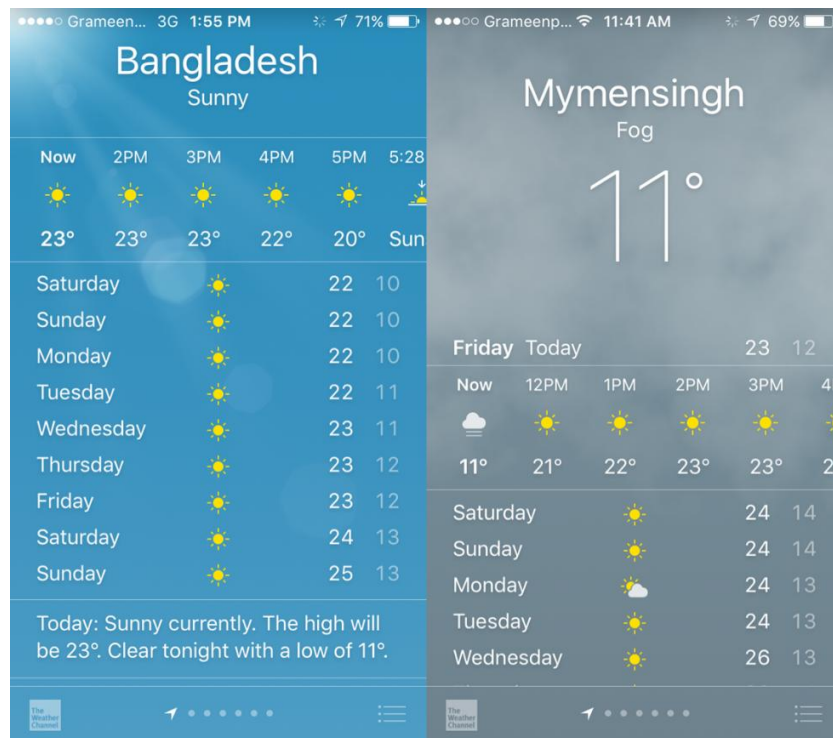 Grameen... 3G 1:55 PM 71%
Bangladesh
Sunny
Now 2PM 3PM 4PM 5PM 5:28
23° 23° 23° 22° 20° Sun
Saturday 22 10
Sunday 22 10
Monday 22 10
Tuesday 22 11
Wednesday 23 11
Thursday 23 12
Friday 23 12
Saturday 24 13
Sunday 25 13
Today: Sunny currently. The high will
be 23°. Clear tonight with a low of 11°.
The
Weather
Channel
Grameenp... 11:41 AM 69%
Mymensingh
Fog
11°
Friday Today 23 12
Now 12PM 1PM 2PM 3PM 4
11° 21° 22° 23° 23° 2
Saturday 24 14
Sunday 24 14
Monday 24 13
Tuesday 24 13
Wednesday 26 13
The
Weather
Channel